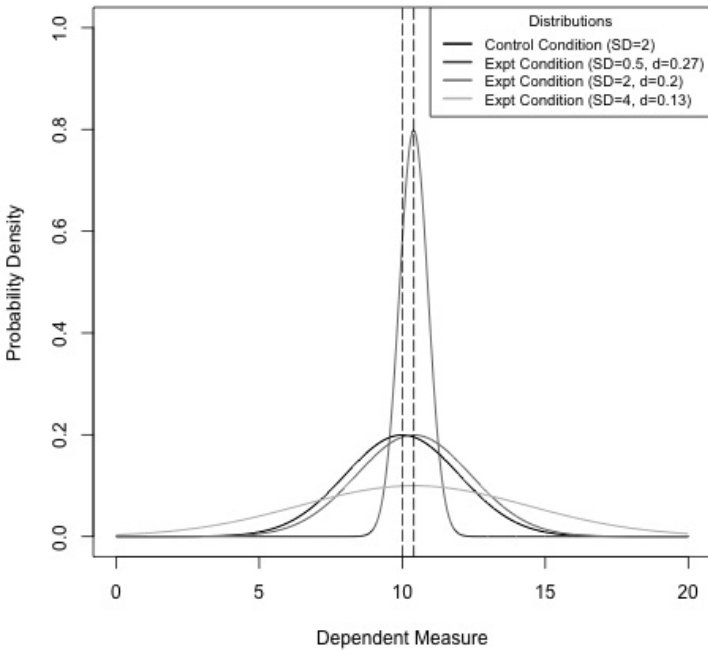 Distributions
Control Condition (SD=2)
Expt Condition (SD=0.5, d=0.27)
Expt Condition (SD=2, d=0.2)
Expt Condition (SD=4, d=0.13)
Probability Density
1.0
0.8
0.6
0.4
0.2
0.0
0 5 10 15 20
Dependent Measure